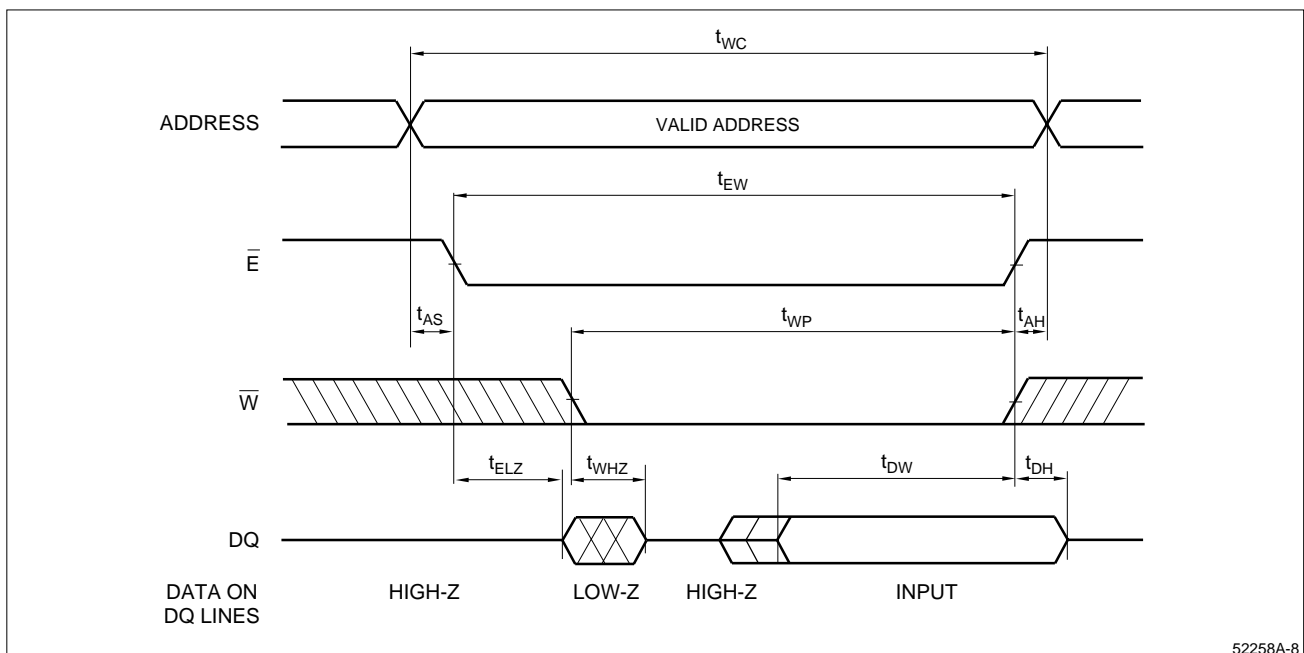 tWC
ADDRESS
VALID ADDRESS
tEW
E̅
tAS
tWP
tAH
W̅
tELZ
tWHZ
tDW
tDH
DQ
DATA ON
DQ LINES
HIGH-Z
LOW-Z
HIGH-Z
INPUT
52258A-8